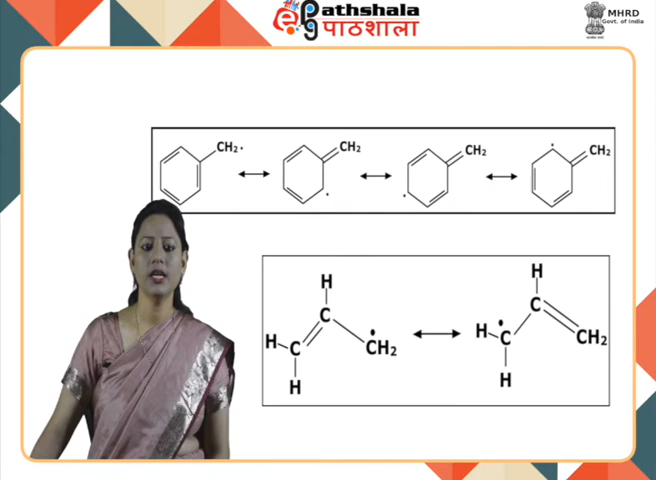 ePathshala
पाठशाला
MHRD
Govt. of India
CH₂· CH₂ CH₂ CH₂
H H
C C
H C CH₂ H C CH₂
H H